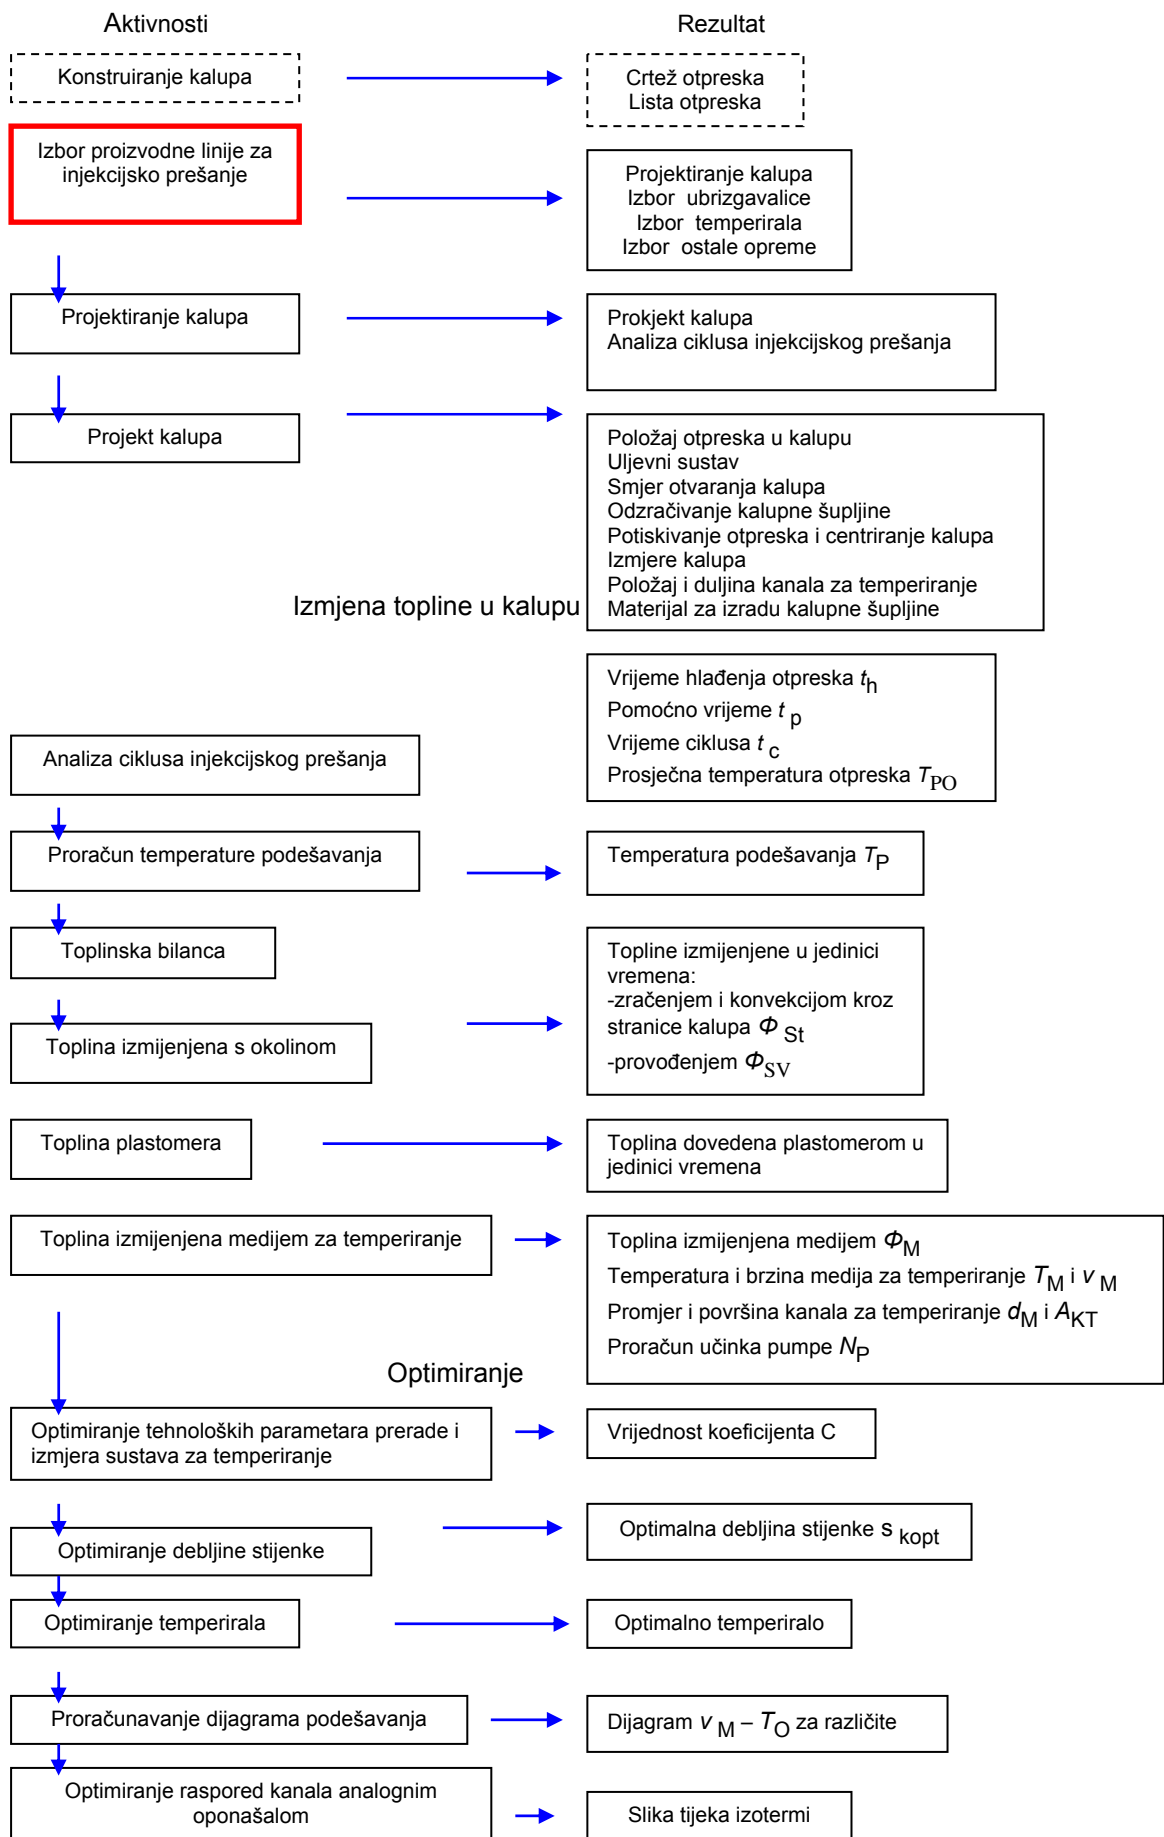 Aktivnosti
Rezultat
Konstruiranje kalupa
Crtež otpreska
Lista otpreska
Izbor proizvodne linije za
injekcijsko prešanje
Projektiranje kalupa
Izbor ubrizgavalice
Izbor temperirala
Izbor ostale opreme
Projektiranje kalupa
Prokjekt kalupa
Analiza ciklusa injekcijskog prešanja
Projekt kalupa
Položaj otpreska u kalupu
Uljevni sustav
Smjer otvaranja kalupa
Odzračivanje kalupne šupljine
Potiskivanje otpreska i centriranje kalupa
Izmjere kalupa
Položaj i duljina kanala za temperiranje
Materijal za izradu kalupne šupljine
Izmjena topline u kalupu
Vrijeme hlađenja otpreska th
Pomoćno vrijeme t p
Vrijeme ciklusa t c
Prosječna temperatura otpreska TPO
Analiza ciklusa injekcijskog prešanja
Proračun temperature podešavanja
Temperatura podešavanja TP
Toplinska bilanca
Topline izmijenjene u jedinici
vremena:
-zračenjem i konvekcijom kroz
stranice kalupa Φ St
-provođenjem ΦSV
Toplina izmijenjena s okolinom
Toplina plastomera
Toplina dovedena plastomerom u
jedinici vremena
Toplina izmijenjena medijem za temperiranje
Toplina izmijenjena medijem ΦM
Temperatura i brzina medija za temperiranje TM i v M
Promjer i površina kanala za temperiranje dM i AKT
Proračun učinka pumpe NP
Optimiranje
Optimiranje tehnoloških parametara prerade i
izmjera sustava za temperiranje
Vrijednost koeficijenta C
Optimiranje debljine stijenke
Optimalna debljina stijenke s kopt
Optimiranje temperirala
Optimalno temperiralo
Proračunavanje dijagrama podešavanja
Dijagram v M – TO za različite
Optimiranje raspored kanala analognim
oponašalom
Slika tijeka izotermi